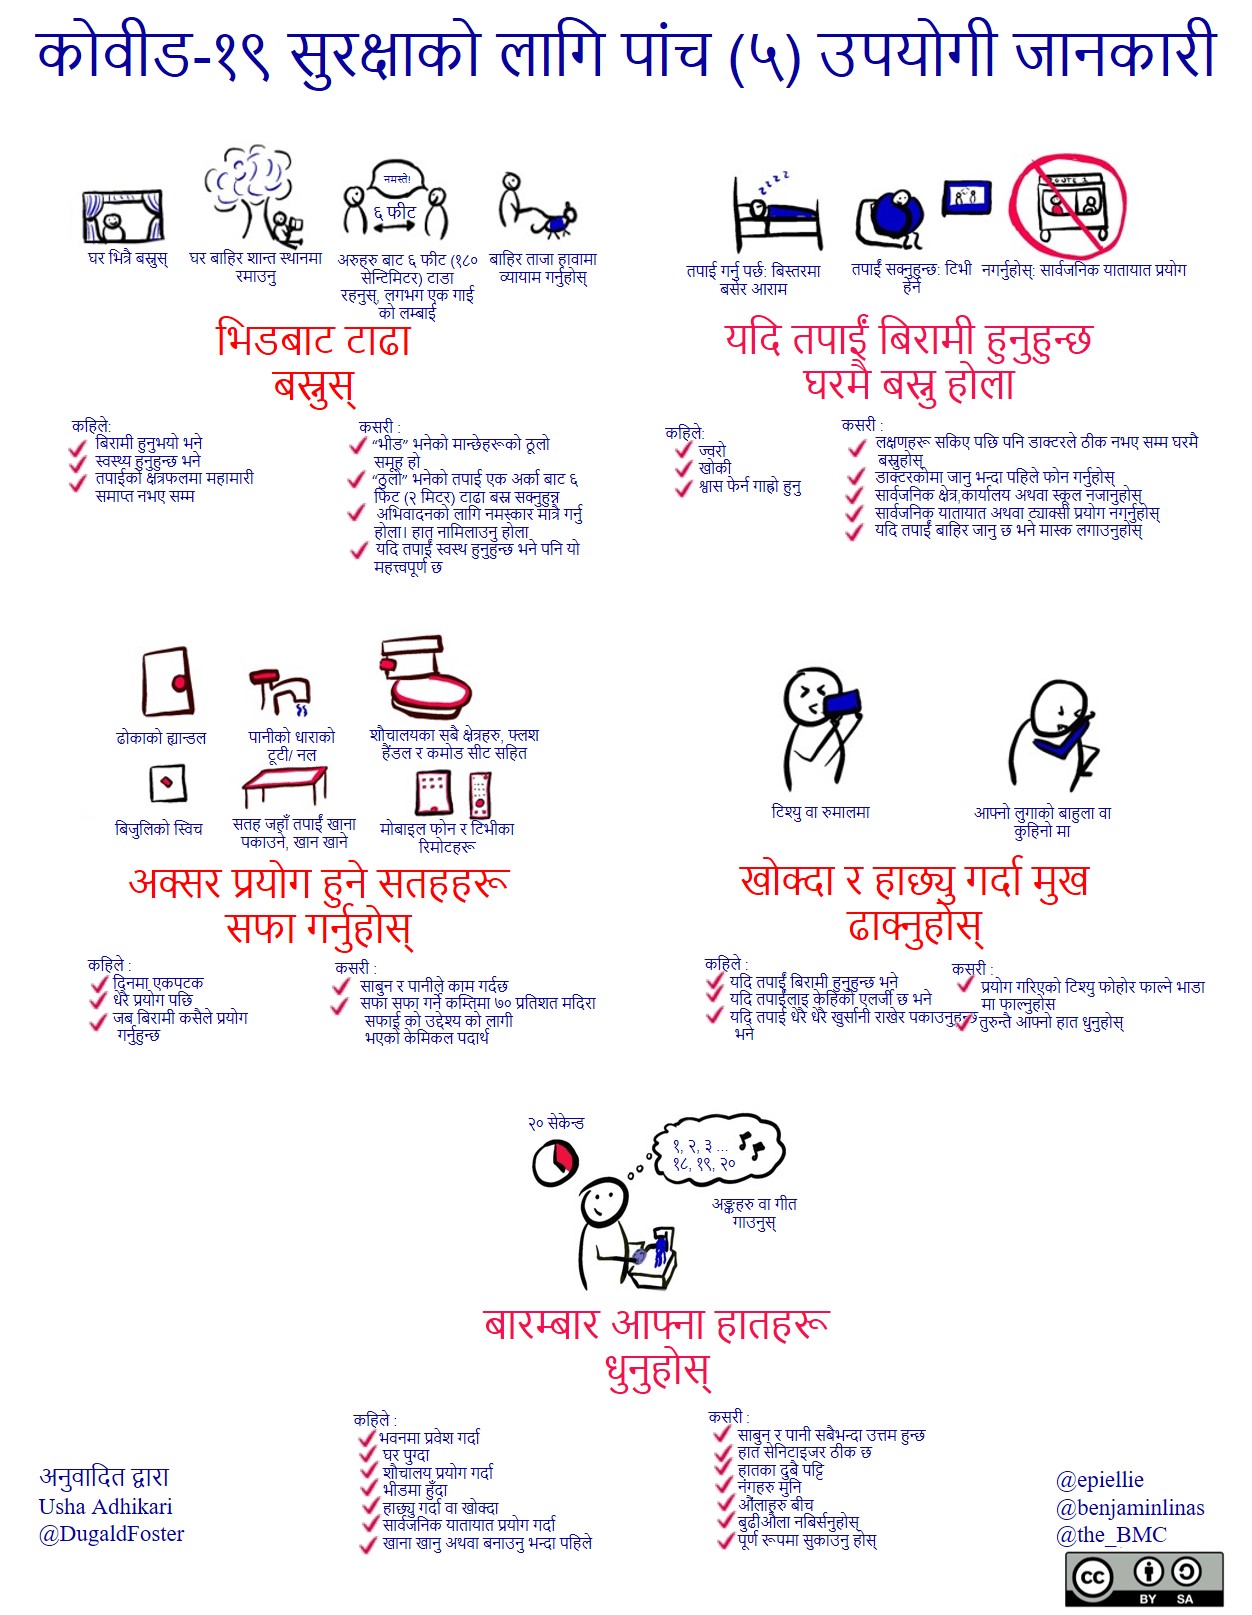 कोवीड-१९ सुरक्षाको लागि पांच (५) उपयोगी जानकारी
घर भित्रै बस्नुस्
घर बाहिर शान्त स्थानमा
रमाउनु
नमस्ते!
६ फीट
अरुहरु बाट ६ फीट (१८०
सेन्टिमिटर) टाडा
रहनुस्, लगभग एक गाई
को लम्बाई
बाहिर ताजा हावामा
व्यायाम गर्नुहोस्
भिडबाट टाढा
बस्नुस्
कहिले:
बिरामी हुनुभयो भने
स्वस्थ्य हुनुहुन्छ भने
तपाईको क्षेत्रफलमा महामारी
समाप्त नभए सम्म
कसरी :
“भीड” भनेको मान्छेहरूको ठूलो
समूह हो
“ठुलो” भनेको तपाई एक अर्का बाट ६
फिट (२ मिटर) टाढा बस्न सक्नुहुन्न
अभिवादनको लागि नमस्कार मात्रै गर्नु
होला। हात नामिलाउनु होला
यदि तपाईं स्वस्थ हुनुहुन्छ भने पनि यो
महत्त्वपूर्ण छ
zzzz
तपाई गर्नु पर्छ: बिस्तरमा
बसेर आराम
तपाईं सक्नुहुन्छ: टिभी
हेर्न
ROUTE 1
नगर्नुहोस्: सार्वजनिक यातायात प्रयोग
यदि तपाईं बिरामी हुनुहुन्छ
घरमै बस्नु होला
कहिले:
ज्वरो
खोकी
श्वास फेर्न गाह्रो हुनु
कसरी :
लक्षणहरू सकिए पछि पनि डाक्टरले ठीक नभए सम्म घरमै
बस्नुहोस्
डाक्टरकोमा जानु भन्दा पहिले फोन गर्नुहोस्
सार्वजनिक क्षेत्र,कार्यालय अथवा स्कूल नजानुहोस्
सार्वजनिक यातायात अथवा ट्याक्सी प्रयोग नगर्नुहोस्
यदि तपाईं बाहिर जानु छ भने मास्क लगाउनुहोस्
ढोकाको ह्यान्डल
पानीको धाराको
टूटी/ नल
शौचालयका सबै क्षेत्रहरु, फ्लश
हैंडल र कमोड सीट सहित
बिजुलिको स्विच
सतह जहाँ तपाईं खाना
पकाउने, खान खाने
मोबाइल फोन र टिभीका
रिमोटहरू
अक्सर प्रयोग हुने सतहहरू
सफा गर्नुहोस्
कहिले :
दिनमा एकपटक
धेरै प्रयोग पछि
जब बिरामी कसैले प्रयोग
गर्नुहुन्छ
कसरी :
साबुन र पानीले काम गर्दछ
सफा सफा गर्ने कम्तिमा ७० प्रतिशत मदिरा
सफाई को उद्देश्य को लागी
भएको केमिकल पदार्थ
टिश्यु वा रुमालमा
आफ्नो लुगाको बाहुला वा
कुहिनो मा
खोक्दा र हाछ्यु गर्दा मुख
ढाक्नुहोस्
कहिले :
यदि तपाईं बिरामी हुनुहुन्छ भने
यदि तपाईंलाइ केहिको एलर्जी छ भने
यदि तपाई धेरै धेरै खुर्सानी राखेर पकाउनुहुन्छ
भने
कसरी :
प्रयोग गरिएको टिश्यु फोहोर फाल्ने भाडा
मा फाल्नुहोस
तुरुन्तै आफ्नो हात धुनुहोस्
२० सेकेन्ड
१, २, ३ ...
१८, १९, २०
अङ्कहरु वा गीत
गाउनुस्
बारम्बार आफ्ना हातहरू
धुनुहोस्
कहिले :
भवनमा प्रवेश गर्दा
घर पुग्दा
शौचालय प्रयोग गर्दा
भीडमा हुँदा
हाछ्यु गर्दा वा खोक्दा
सार्वजनिक यातायात प्रयोग गर्दा
खाना खानु अथवा बनाउनु भन्दा पहिले
कसरी :
साबुन र पानी सबैभन्दा उत्तम हुन्छ
हात सेनिटाइजर ठीक छ
हातका दुबै पट्टि
नंगहरु मुनि
औंलाहरु बीच
बुढीऔला नबिर्सनुहोस्
पूर्ण रूपमा सुकाउनु होस्
अनुवादित द्वारा
Usha Adhikari
@DugaldFoster
@epiellie
@benjaminlinas
@the_BMC
cc
BY SA